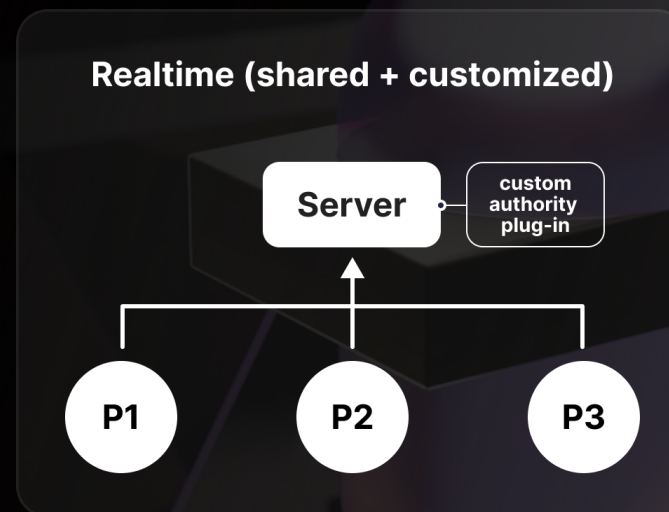 Realtime (shared + customized)
Server
custom
authority
plug-in
P1
P2
P3